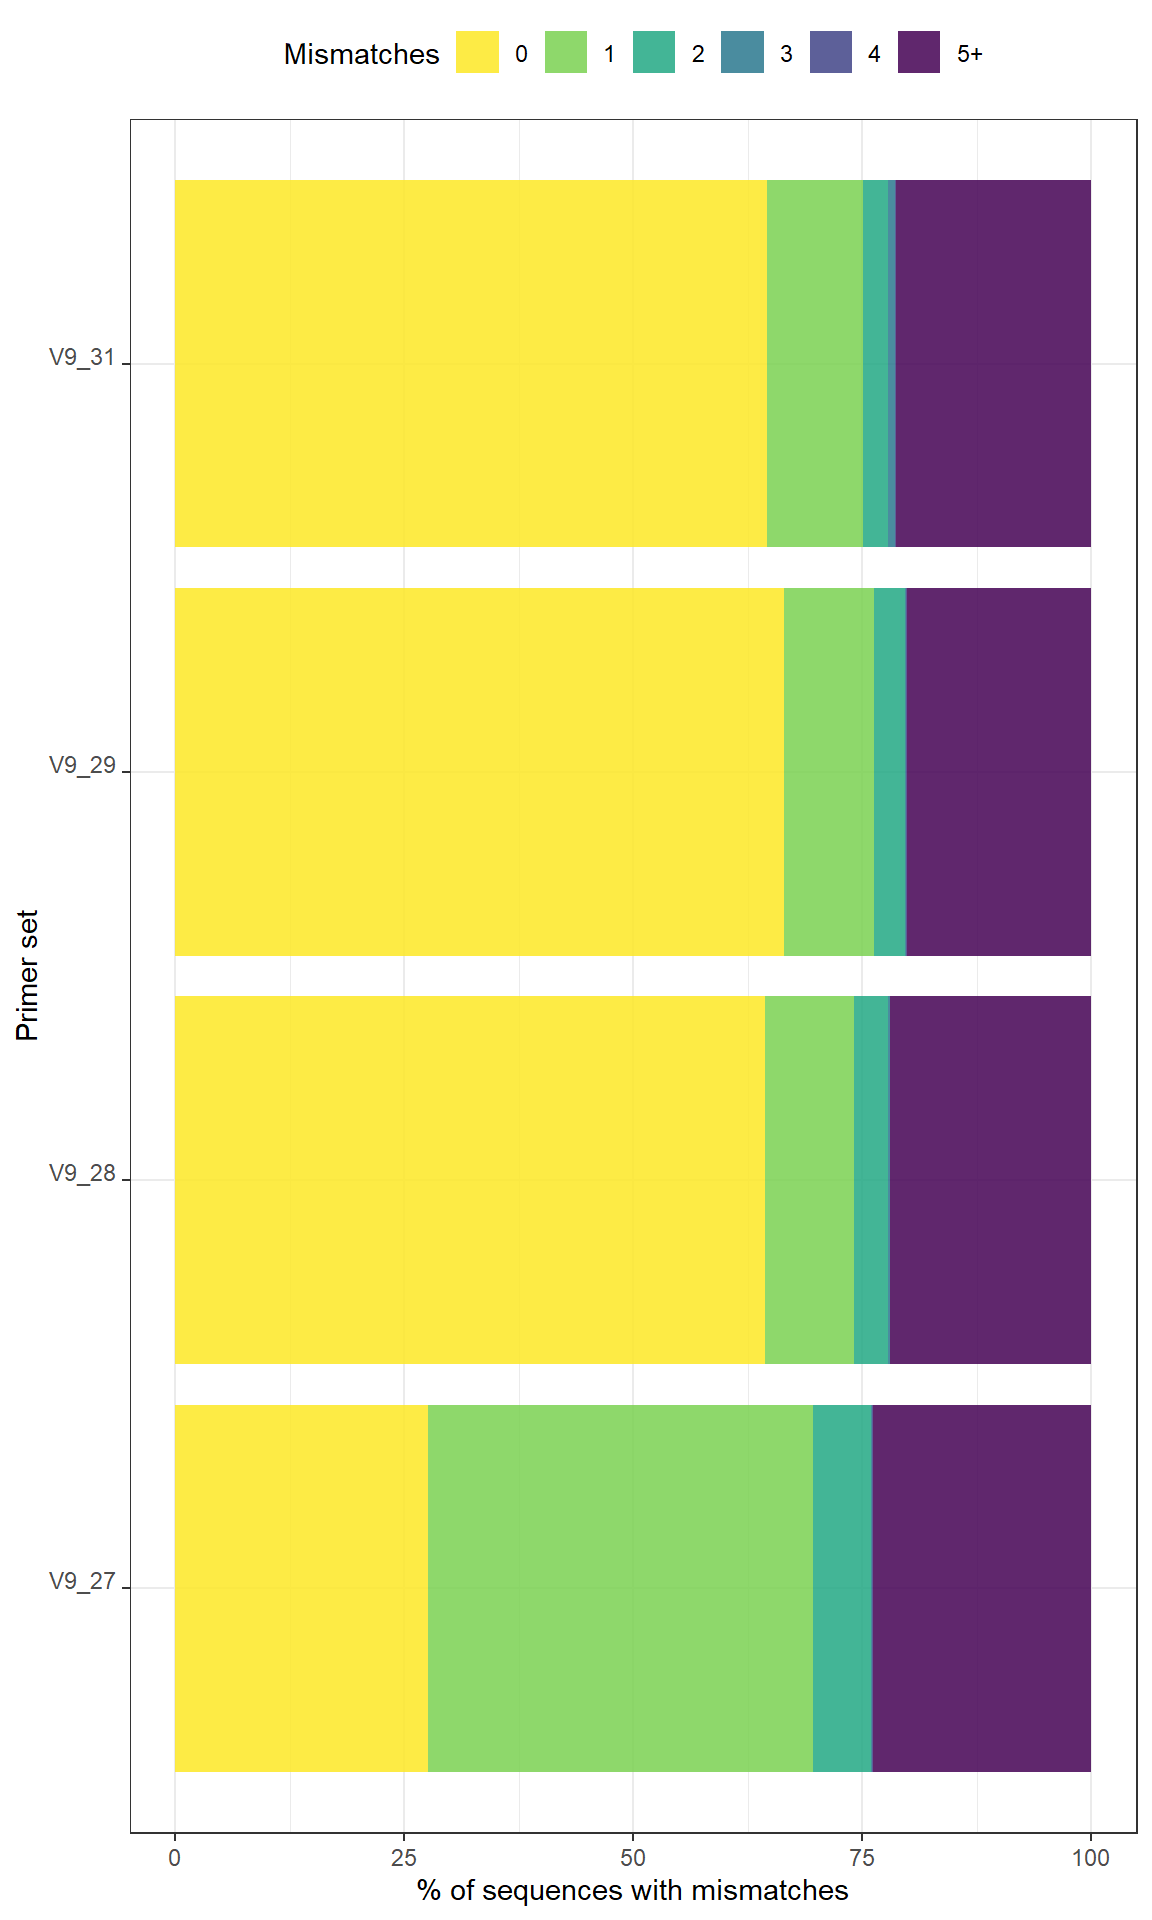 Mismatches 0 1 2 3 4 5+
V9_31
V9_29
Primer set
V9_28
V9_27
0 25 50 75 100
% of sequences with mismatches